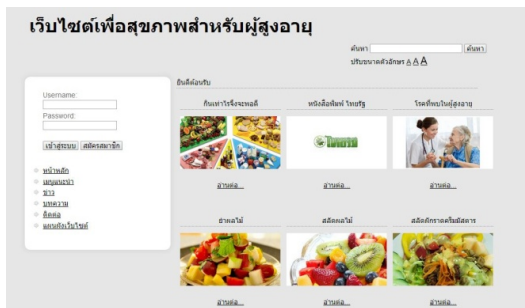 เว็บไซต์เพื่อสุขภาพสำหรับผู้สูงอายุ
ค้นหา ค้นหา
ปรับขนาดตัวอักษร A A A
ยินดีต้อนรับ
Username:
Password:
เข้าสู่ระบบ สมัครสมาชิก
หน้าหลัก
เมนูแนะนำ
ข่าว
บทความ
ติดต่อ
แผนผังเว็บไซต์
กินเท่าไรจึงจะพอดี หนังสือพิมพ์ ไทยรัฐ โรคที่พบในผู้สูงอายุ
ไทยรัฐ
อ่านต่อ... อ่านต่อ... อ่านต่อ...
ยำผลไม้ สลัดผลไม้ สลัดผักราดครีมมัสตาร
อ่านต่อ... อ่านต่อ... อ่านต่อ...